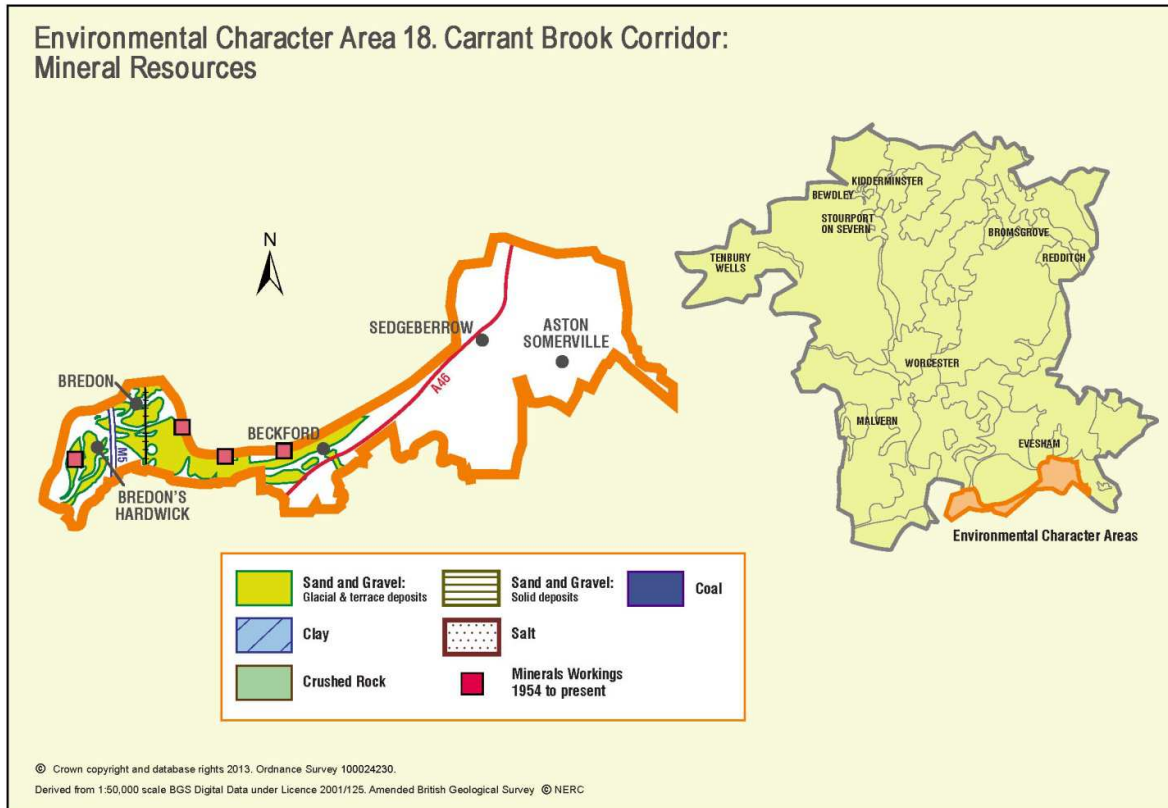 Environmental Character Area 18. Carrant Brook Corridor:
Mineral Resources
N
SEDGEBERROW
ASTON
SOMERVILLE
A46
BREDON
BECKFORD
M5
BREDON'S
HARDWICK
KIDDERMINSTER
BEWDLEY
STOURPORT
ON SEVERN
BROMSGROVE
TENBURY
WELLS
REDDITCH
WORCESTER
MALVERN
EVESHAM
Environmental Character Areas
Sand and Gravel:
Glacial & terrace deposits
Sand and Gravel:
Solid deposits
Coal
Clay
Salt
Crushed Rock
Minerals Workings
1954 to present
© Crown copyright and database rights 2013. Ordnance Survey 100024230.
Derived from 1:50,000 scale BGS Digital Data under Licence 2001/125. Amended British Geological Survey © NERC